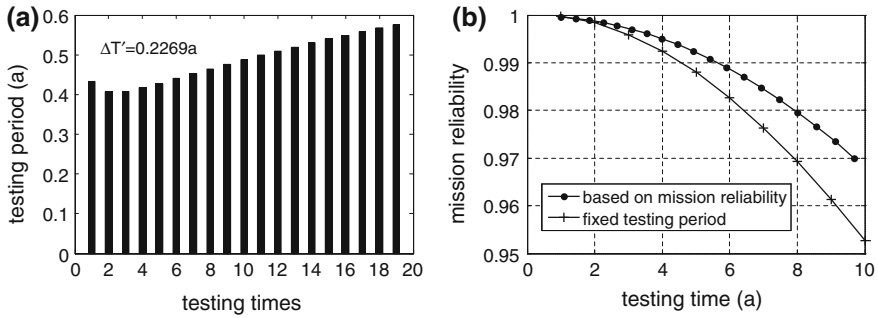 (a)
0.6
0.5
0.4
0.3
0.2
0.1
0
ΔT′=0.2269a
testing period (a)
0 2 4 6 8 10 12 14 16 18 20
testing times
(b)
1
0.99
0.98
0.97
0.96
0.95
mission reliability
based on mission reliability
fixed testing period
0 2 4 6 8 10
testing time (a)